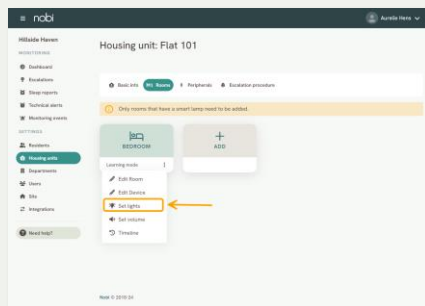 nobi
Aurelie Hens
Hillside Haven
MONITORING
Dashboard
Escalations
Sleep reports
Technical alerts
Monitoring events
SETTINGS
Residents
Housing units
Departments
Users
Site
Integrations
Need help?
Housing unit: Flat 101
Basic info
Rooms
Peripherals
Escalation procedure
Only rooms that have a smart lamp need to be added.
BEDROOM
ADD
Learning mode
Edit Room
Edit Device
Set lights
Set volume
Timeline
Nobi © 2018-24